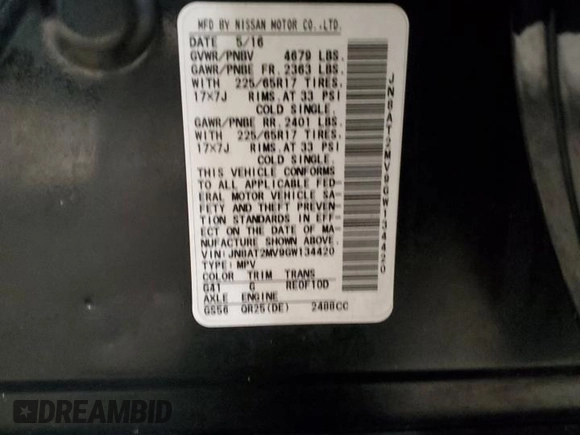 MFD BY NISSAN MOTOR CO.,LTD.
DATE 5/16
GVWR/PNBV 4679 LBS.
GAWR/PNBE FR. 2363 LBS.
WITH 225/65R17 TIRES.
17X7J RIMS.AT 33 PSI
COLD SINGLE.
GAWR/PNBE RR. 2401 LBS.
WITH 225/65R17 TIRES.
17X7J RIMS.AT 33 PSI
COLD SINGLE.
THIS VEHICLE CONFORMS
TO ALL APPLICABLE FED
ERAL MOTOR VEHICLE SA-
FETY AND THEFT PREVEN
TION STANDARDS IN EFF
ECT ON THE DATE OF MA-
NUFACTURE SHOWN ABOVE.
VIN:JN8AT2MV9GW134420
TYPE:MPV
COLOR TRIM TRANS
G41 G RE0F10D
AXLE ENGINE
GS58 QR25(DE) 2488CC
JN8AT2MV9GW134420
DREAMBID